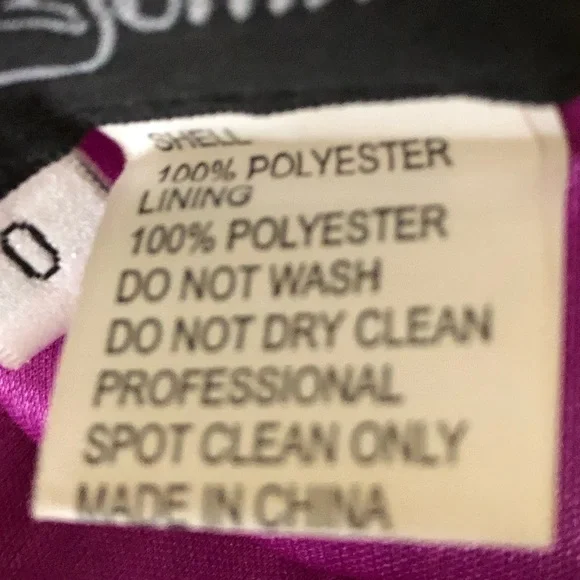 SHELL
100% POLYESTER
LINING
100% POLYESTER
DO NOT WASH
DO NOT DRY CLEAN
PROFESSIONAL
SPOT CLEAN ONLY
MADE IN CHINA
0